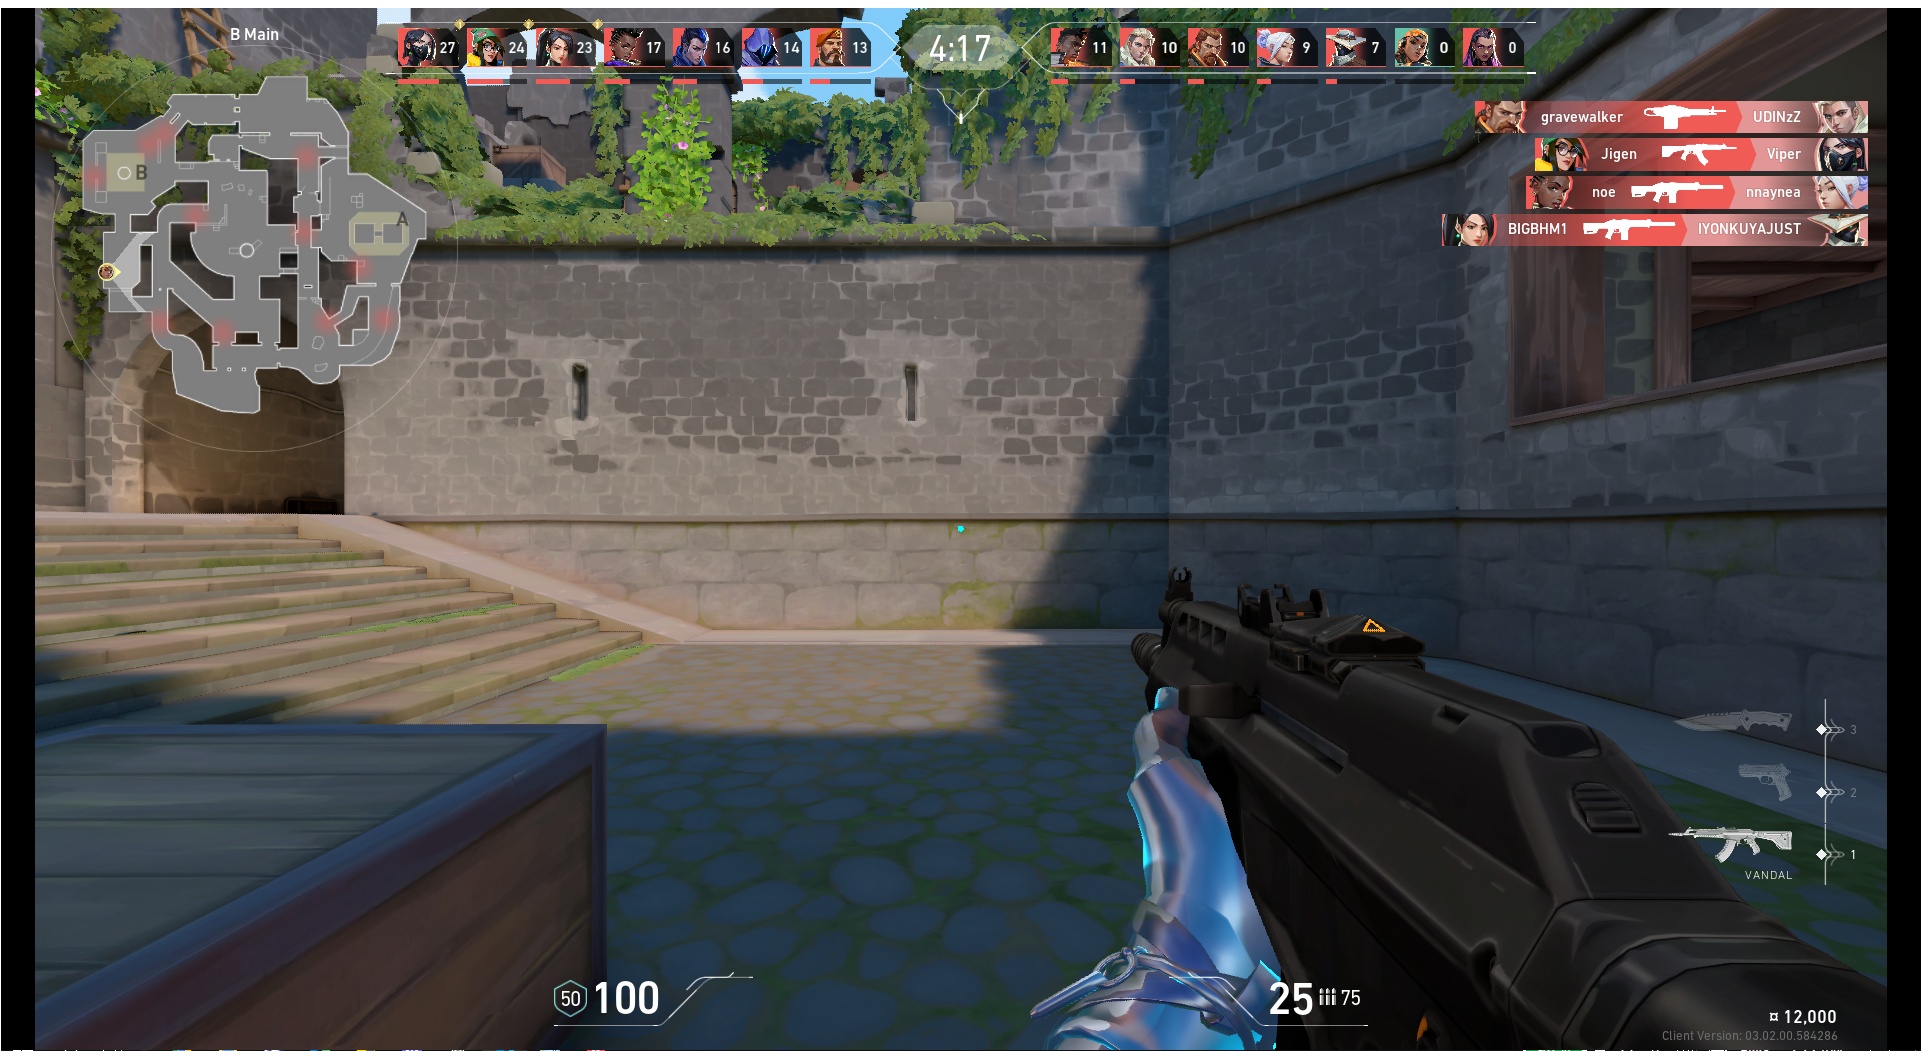 B Main
27 24 23 17 16 14 13 4:17 11 10 10 9 7 0 0
gravewalker UDINzZ
Jigen Viper
noe nnaynea
BIGBHM1 IYONKUYAJUST
B
A
3
2
1
VANDAL
50 100
25 75
¤ 12,000
Client Version: 03.02.00.584286